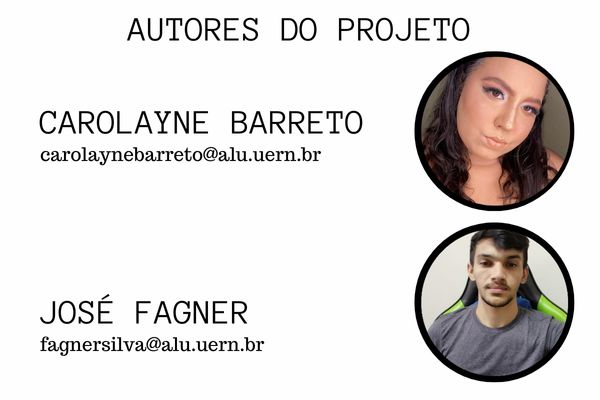 AUTORES DO PROJETO
CAROLAYNE BARRETO
carolaynebarreto@alu.uern.br
JOSÉ FAGNER
fagnersilva@alu.uern.br